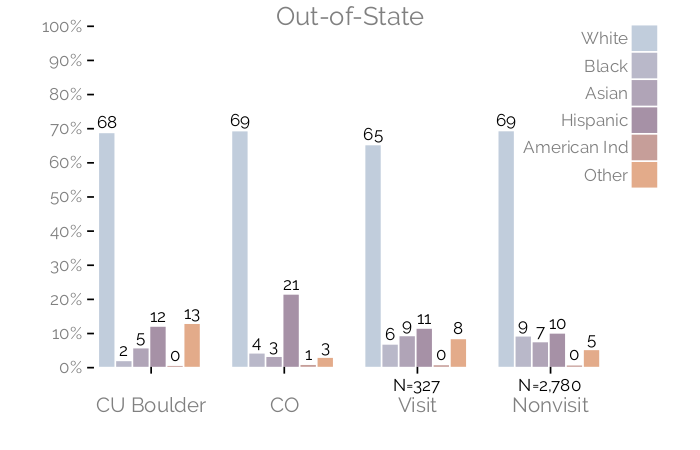 Out-of-State
100%
90%
80%
70%
60%
50%
40%
30%
20%
10%
0%
White
Black
Asian
Hispanic
American Ind
Other
68
2
5
12
0
13
69
4
3
21
1
3
65
6
9
11
0
8
69
9
7
10
0
5
N=327
N=2,780
CU Boulder
CO
Visit
Nonvisit